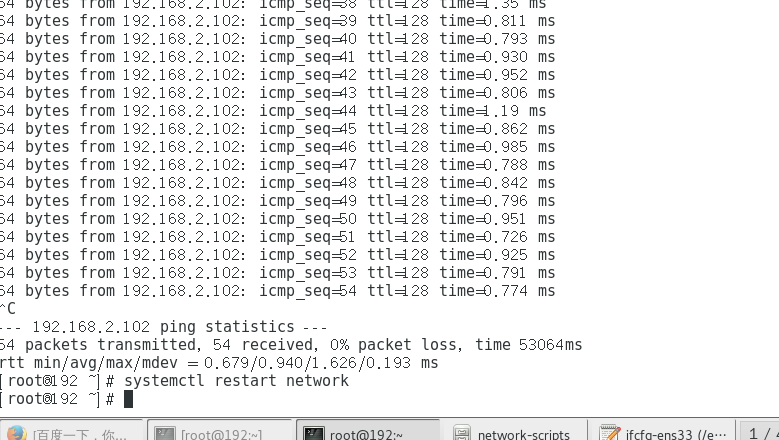 64 bytes from 192.168.2.102: icmp_seq=38 ttl=128 time=1.35 ms
64 bytes from 192.168.2.102: icmp_seq=39 ttl=128 time=0.811 ms
64 bytes from 192.168.2.102: icmp_seq=40 ttl=128 time=0.793 ms
64 bytes from 192.168.2.102: icmp_seq=41 ttl=128 time=0.930 ms
64 bytes from 192.168.2.102: icmp_seq=42 ttl=128 time=0.952 ms
64 bytes from 192.168.2.102: icmp_seq=43 ttl=128 time=0.806 ms
64 bytes from 192.168.2.102: icmp_seq=44 ttl=128 time=1.19 ms
64 bytes from 192.168.2.102: icmp_seq=45 ttl=128 time=0.862 ms
64 bytes from 192.168.2.102: icmp_seq=46 ttl=128 time=0.985 ms
64 bytes from 192.168.2.102: icmp_seq=47 ttl=128 time=0.788 ms
64 bytes from 192.168.2.102: icmp_seq=48 ttl=128 time=0.842 ms
64 bytes from 192.168.2.102: icmp_seq=49 ttl=128 time=0.796 ms
64 bytes from 192.168.2.102: icmp_seq=50 ttl=128 time=0.951 ms
64 bytes from 192.168.2.102: icmp_seq=51 ttl=128 time=0.726 ms
64 bytes from 192.168.2.102: icmp_seq=52 ttl=128 time=0.925 ms
64 bytes from 192.168.2.102: icmp_seq=53 ttl=128 time=0.791 ms
64 bytes from 192.168.2.102: icmp_seq=54 ttl=128 time=0.774 ms
^C
--- 192.168.2.102 ping statistics ---
54 packets transmitted, 54 received, 0% packet loss, time 53064ms
rtt min/avg/max/mdev = 0.679/0.940/1.626/0.193 ms
[root@192 ~]# systemctl restart network
[root@192 ~]#
[百度一下，你... [root@192:~] root@192:~ network-scripts ifcfg-ens33 (/e··· 1 / 4